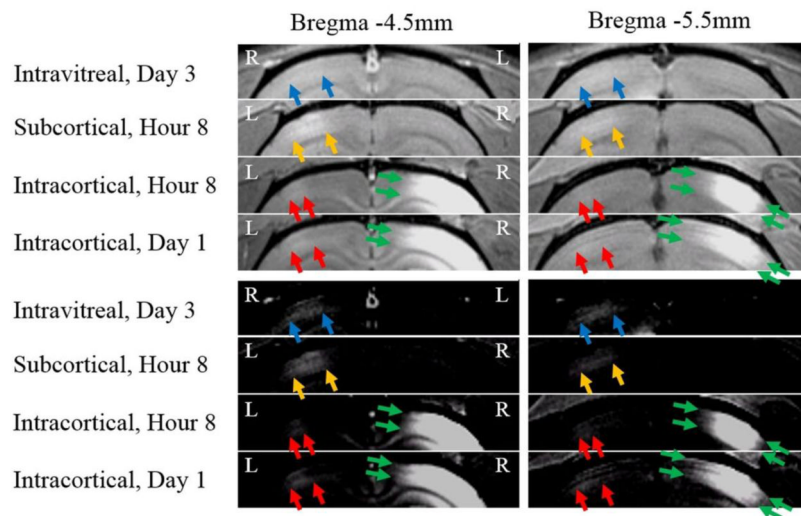 Bregma -4.5mm Bregma -5.5mm
Intravitreal, Day 3 R L
Subcortical, Hour 8 L R
Intracortical, Hour 8 L R
Intracortical, Day 1 L R
Intravitreal, Day 3 R L
Subcortical, Hour 8 L R
Intracortical, Hour 8 L R
Intracortical, Day 1 L R